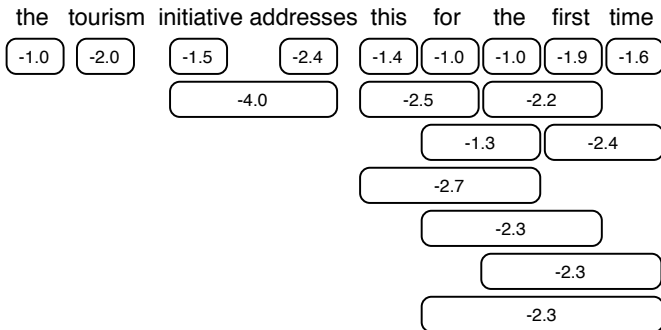 the tourism initiative addresses this for the first time
-1.0 -2.0 -1.5 -2.4 -1.4 -1.0 -1.0 -1.9 -1.6
-4.0 -2.5 -2.2
-1.3 -2.4
-2.7
-2.3
-2.3
-2.3